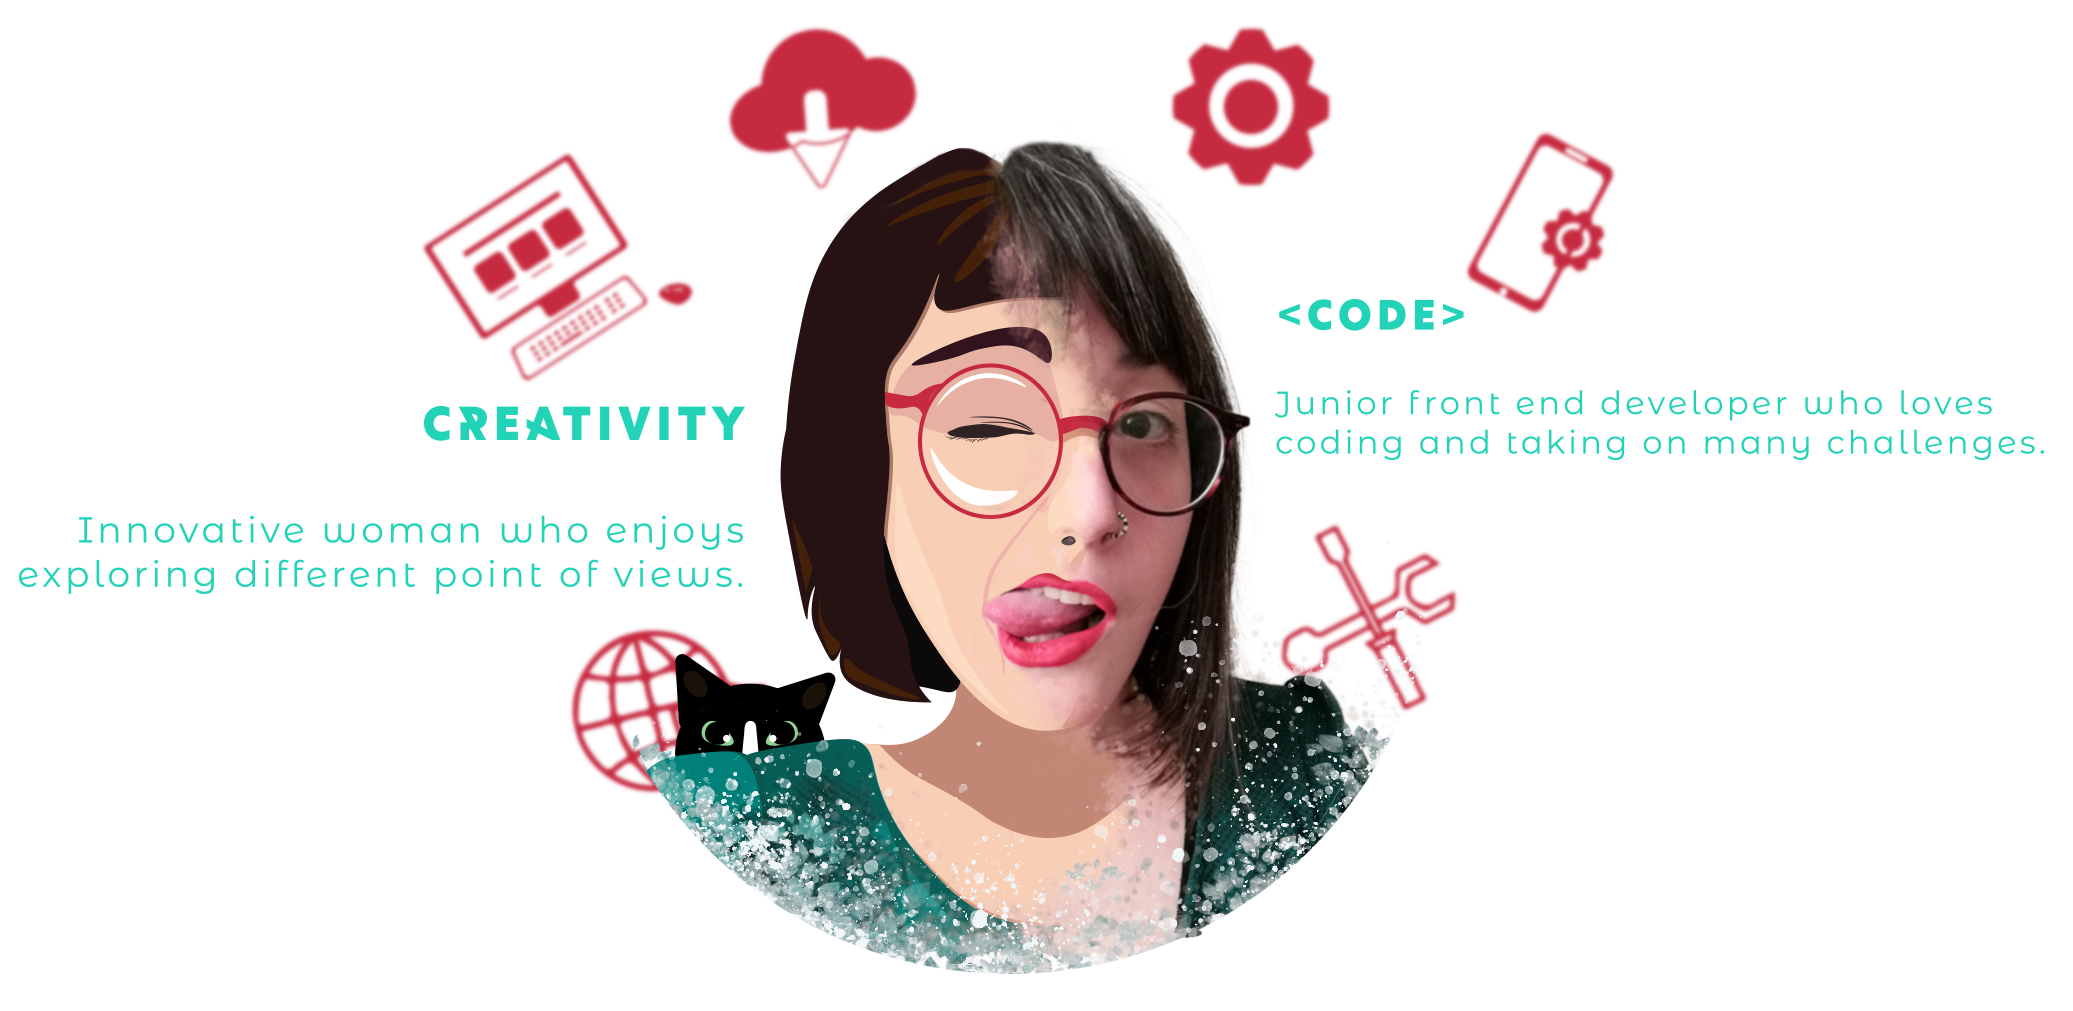 CREATIVITY
Innovative woman who enjoys
exploring different point of views.
<CODE>
Junior front end developer who loves
coding and taking on many challenges.